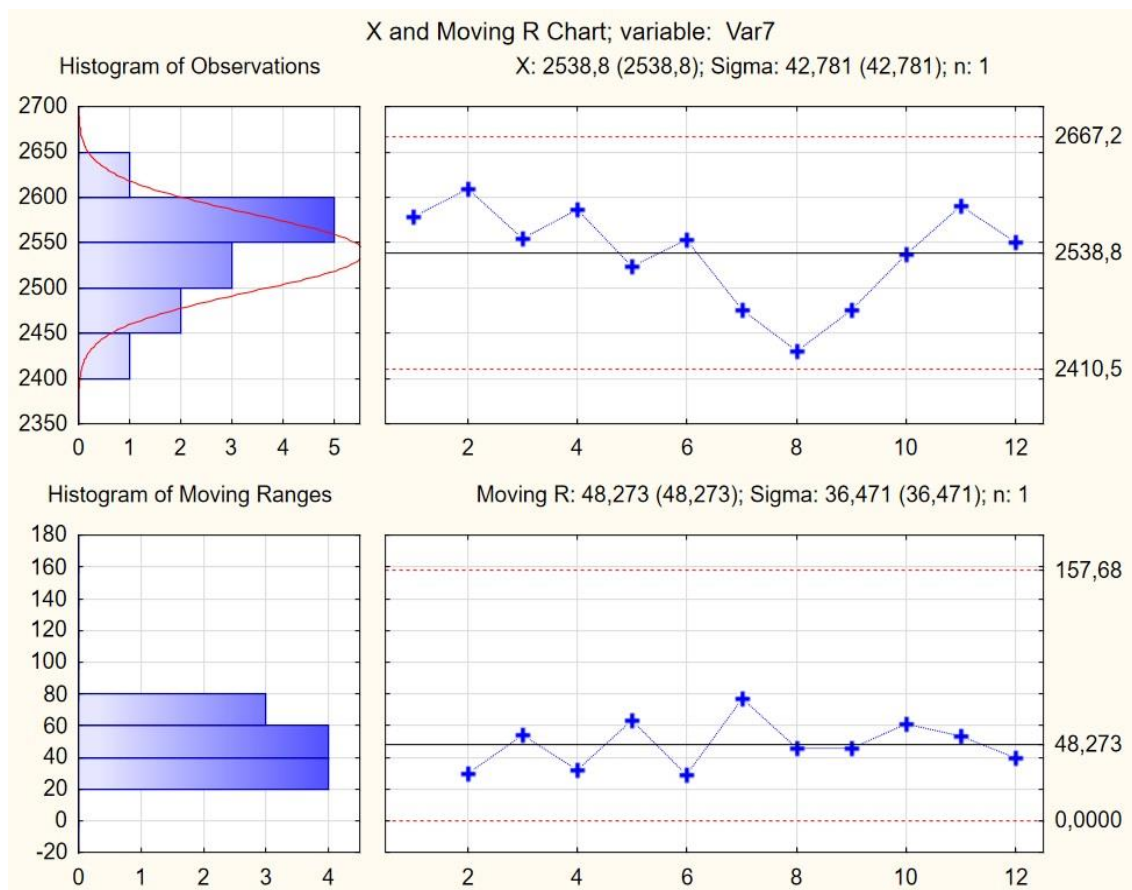 X and Moving R Chart; variable:  Var7
Histogram of Observations
X: 2538,8 (2538,8); Sigma: 42,781 (42,781); n: 1
2700
2650
2600
2550
2500
2450
2400
2350
0 1 2 3 4 5
2667,2
2538,8
2410,5
2 4 6 8 10 12
Histogram of Moving Ranges
Moving R: 48,273 (48,273); Sigma: 36,471 (36,471); n: 1
180
160
140
120
100
80
60
40
20
0
-20
0 1 2 3 4
157,68
48,273
0,0000
2 4 6 8 10 12